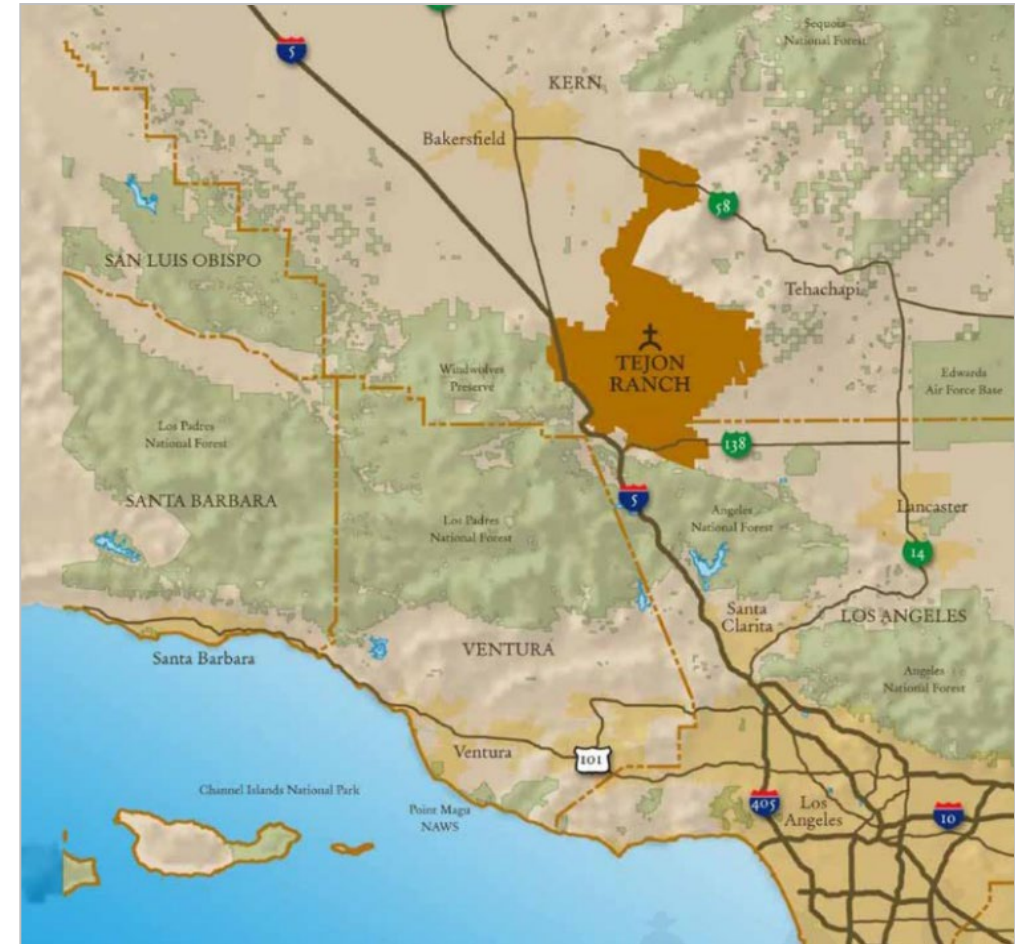 Sequoia
National Forest
5
KERN
Bakersfield
58
SAN LUIS OBISPO
Tehachapi
TEJON
RANCH
Windwolves
Preserve
Edwards
Air Force Base
Los Padres
National Forest
138
SANTA BARBARA
5
Los Padres
National Forest
Angeles
National Forest
Lancaster
14
Santa
Clarita
LOS ANGELES
Santa Barbara
VENTURA
Angeles
National Forest
Ventura
101
Channel Islands National Park
Point Magu
NAWS
405
Los
Angeles
10